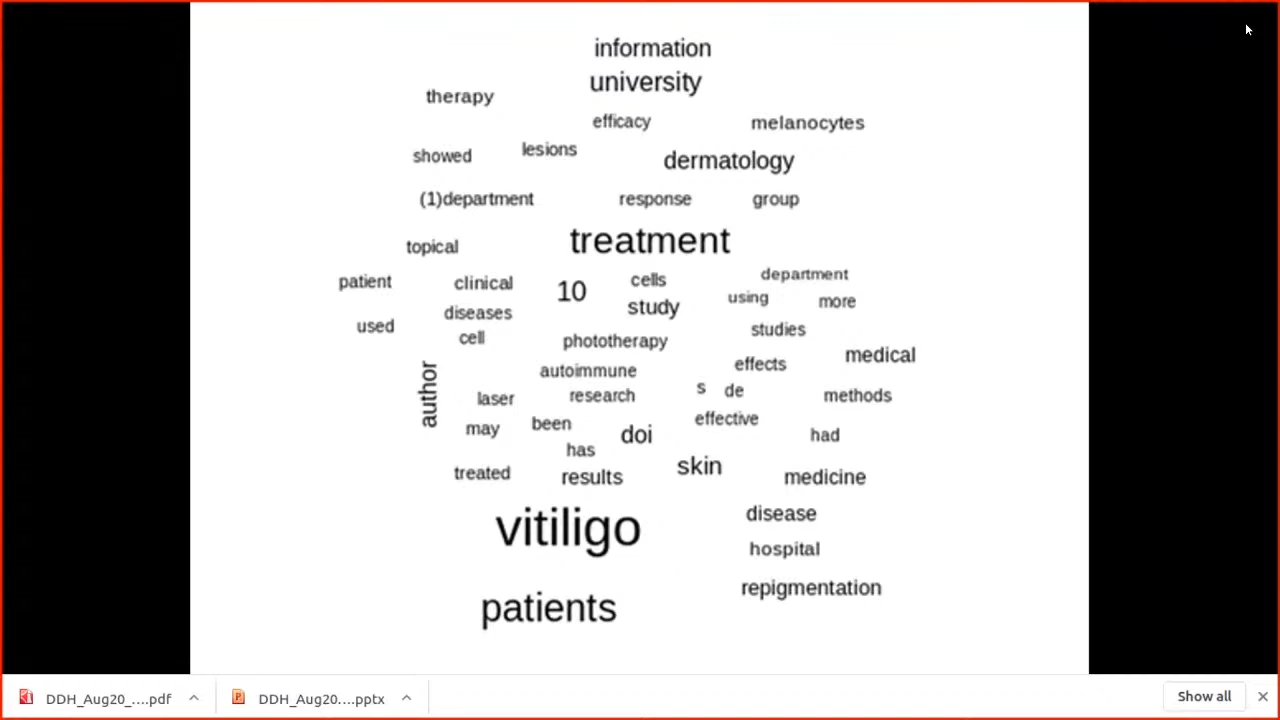 information
university
therapy
efficacy
melanocytes
lesions
showed
dermatology
(1)department
response
group
treatment
topical
department
patient
clinical
10
cells
using
more
study
diseases
used
studies
cell
phototherapy
medical
effects
author
autoimmune
s
de
research
methods
laser
effective
been
may
doi
had
has
skin
treated
results
medicine
disease
vitiligo
hospital
repigmentation
patients
DDH_Aug20_....pdf
DDH_Aug20....pptx
Show all